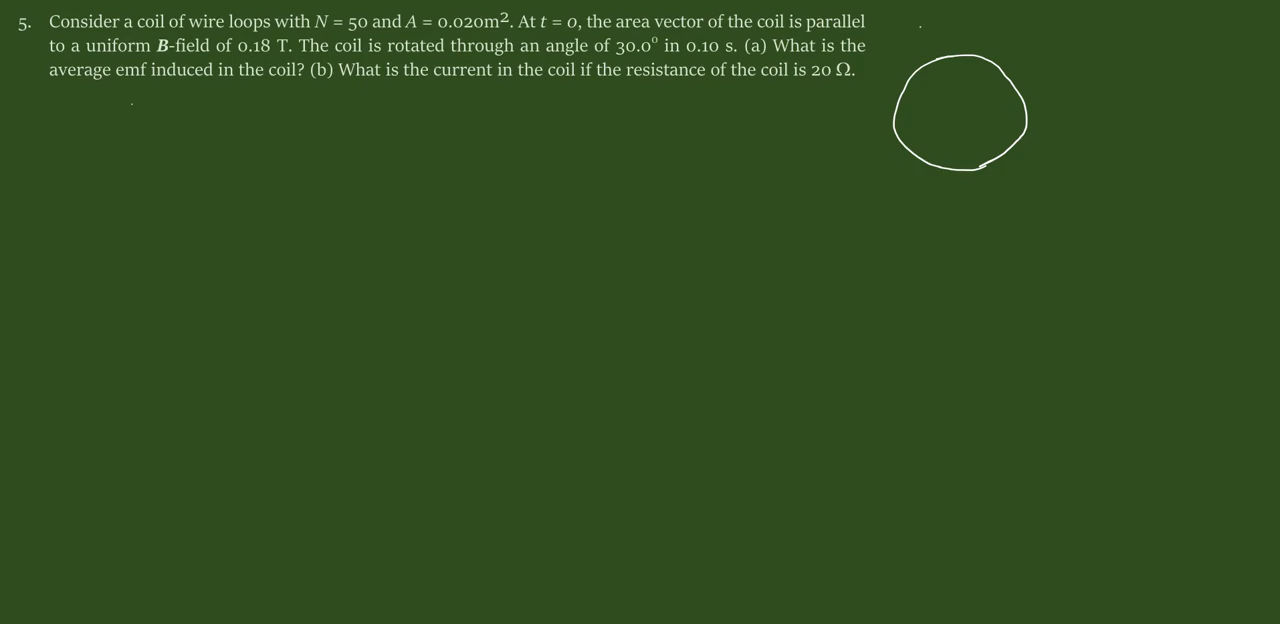 5. Consider a coil of wire loops with N = 50 and A = 0.020m². At t = 0, the area vector of the coil is parallel
to a uniform B-field of 0.18 T. The coil is rotated through an angle of 30.0⁰ in 0.10 s. (a) What is the
average emf induced in the coil? (b) What is the current in the coil if the resistance of the coil is 20 Ω.